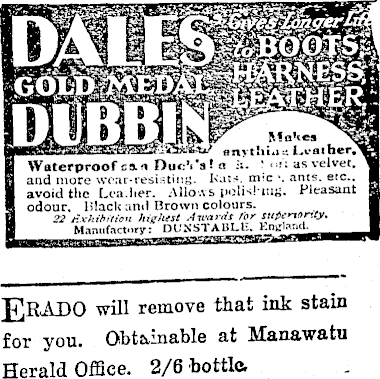 DALES
GOLD MEDAL
DUBBIN
Gives Longer Life
to BOOTS
HARNESS
LEATHER
Makes
anything Leather,
Waterproof as a Duck's! as velvet,
and more wear-resisting. Rats, mice, ants, etc.,
avoid the Leather. Allows polishing. Pleasant
odour. Black and Brown colours.
22 Exhibition highest Awards for superiority.
Manufactory: DUNSTABLE, England.
ERADO will remove that ink stain
for you. Obtainable at Manawatu
Herald Office. 2/6 bottle.